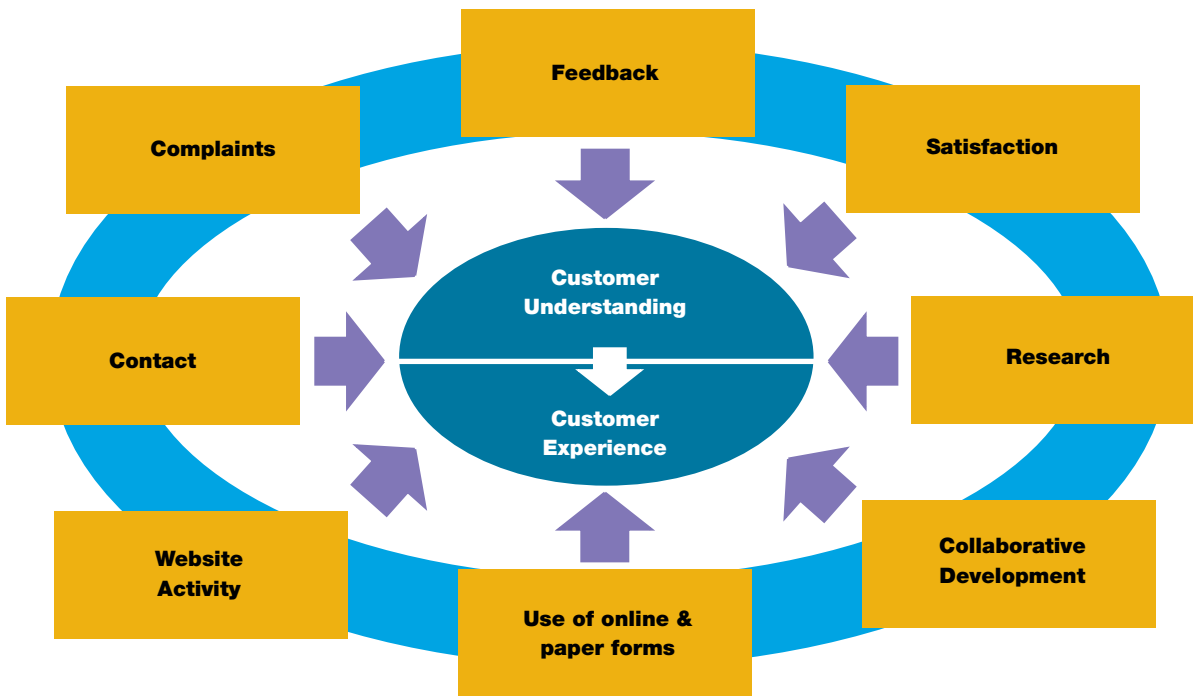 Feedback
Complaints
Satisfaction
Customer
Understanding
Contact
Research
Customer
Experience
Website
Activity
Collaborative
Development
Use of online &
paper forms